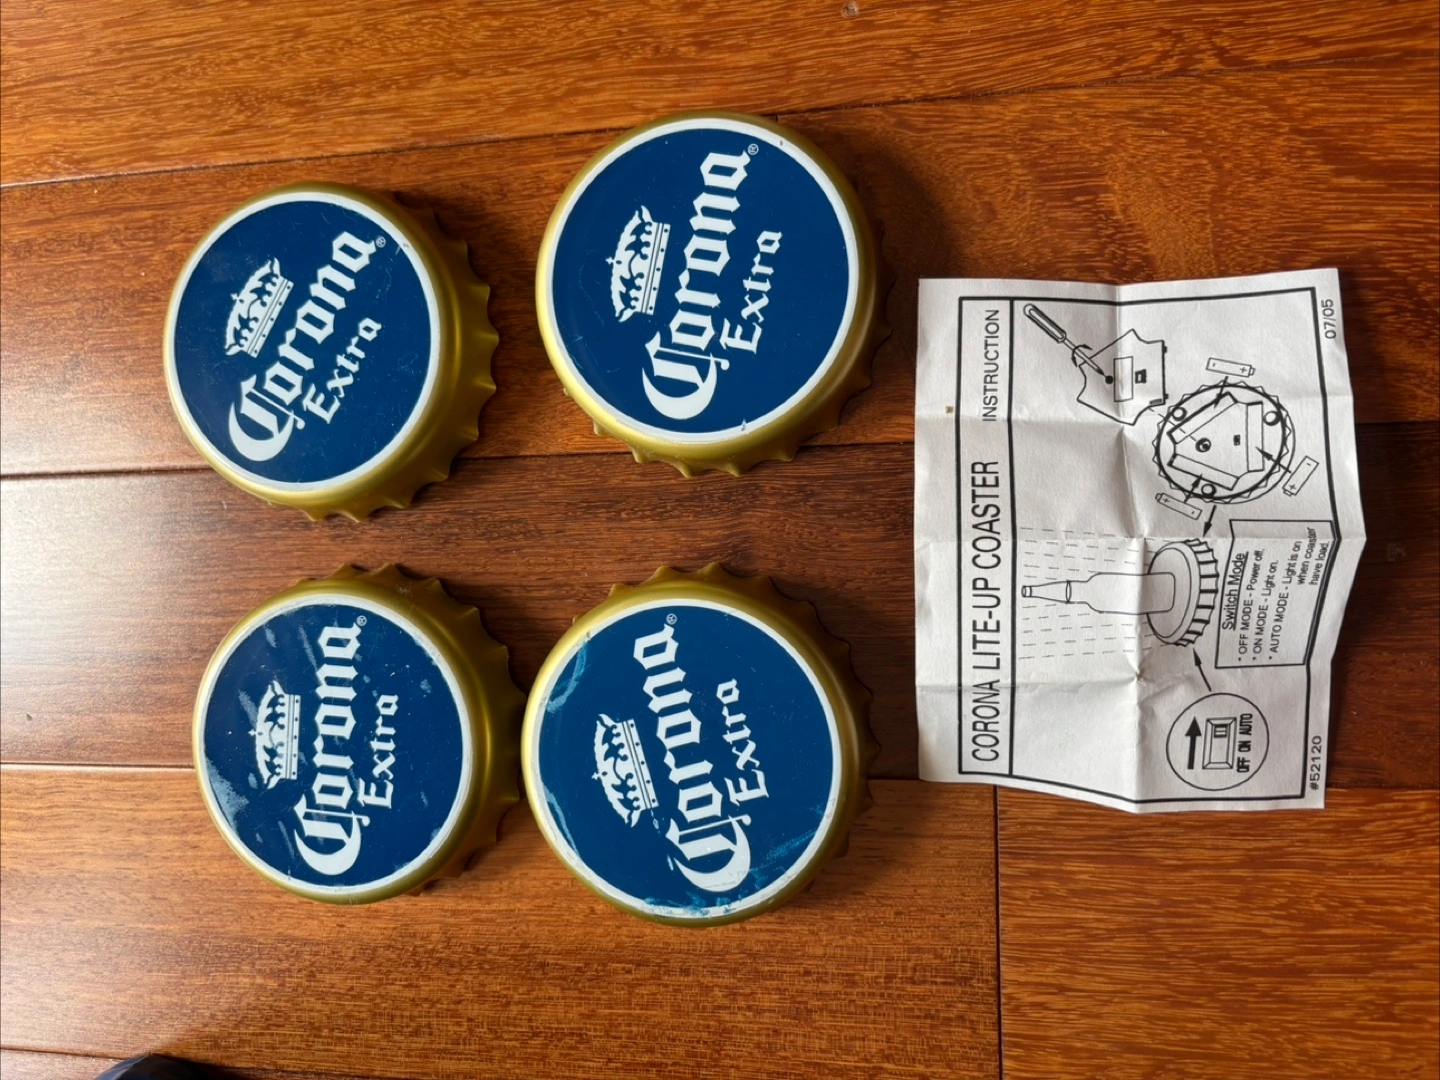 Corona®
Extra
Corona®
Extra
Corona®
Extra
Corona®
Extra
CORONA LITE-UP COASTER INSTRUCTION
- +
- +
- +
Switch Mode
* OFF MODE - Power off.
* ON MODE - Light on.
* AUTO MODE - Light is on
when coaster
have load.
OFF ON AUTO
#52120
07/05